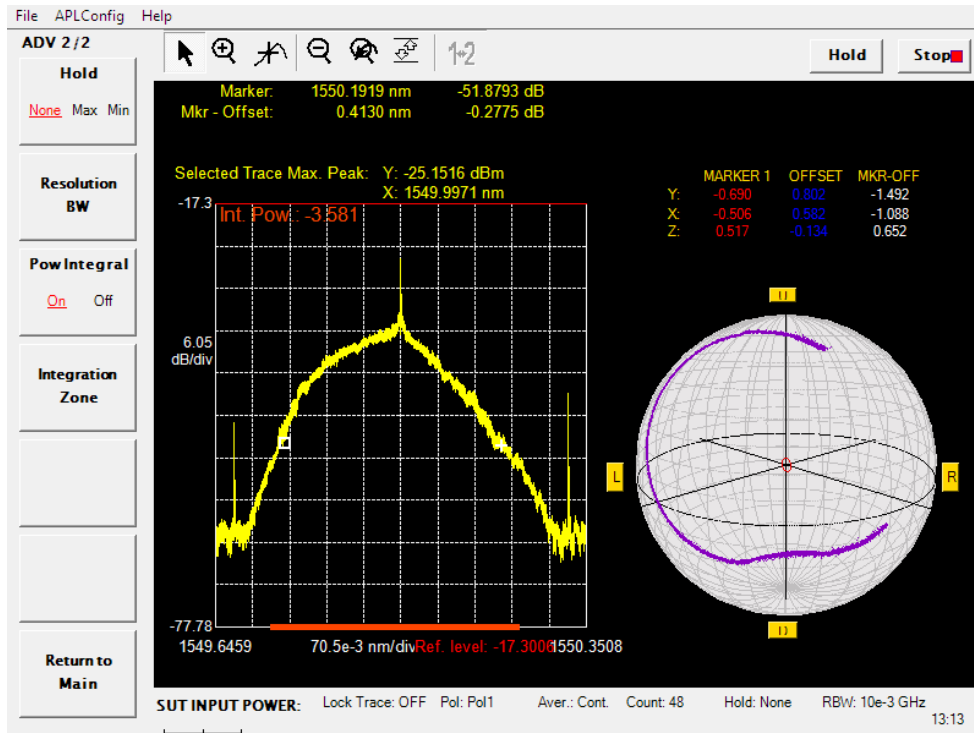 File APLConfig Help
ADV 2/2
Hold
None Max Min
Resolution
BW
Pow Integral
On Off
Integration
Zone
Return to
Main
1↔2
Hold Stop
Marker: 1550.1919 nm -51.8793 dB
Mkr - Offset: 0.4130 nm -0.2775 dB
Selected Trace Max. Peak: Y: -25.1516 dBm
X: 1549.9971 nm
-17.3
Int. Pow.: -3.581
6.05
dB/div
-77.78
1549.6459 70.5e-3 nm/div Ref. level: -17.3006 1550.3508
MARKER 1 OFFSET MKR-OFF
Y: -0.690 0.802 -1.492
X: -0.506 0.582 -1.088
Z: 0.517 -0.134 0.652
L
R
SUT INPUT POWER: Lock Trace: OFF Pol: Pol1 Aver.: Cont. Count: 48 Hold: None RBW: 10e-3 GHz
13:13